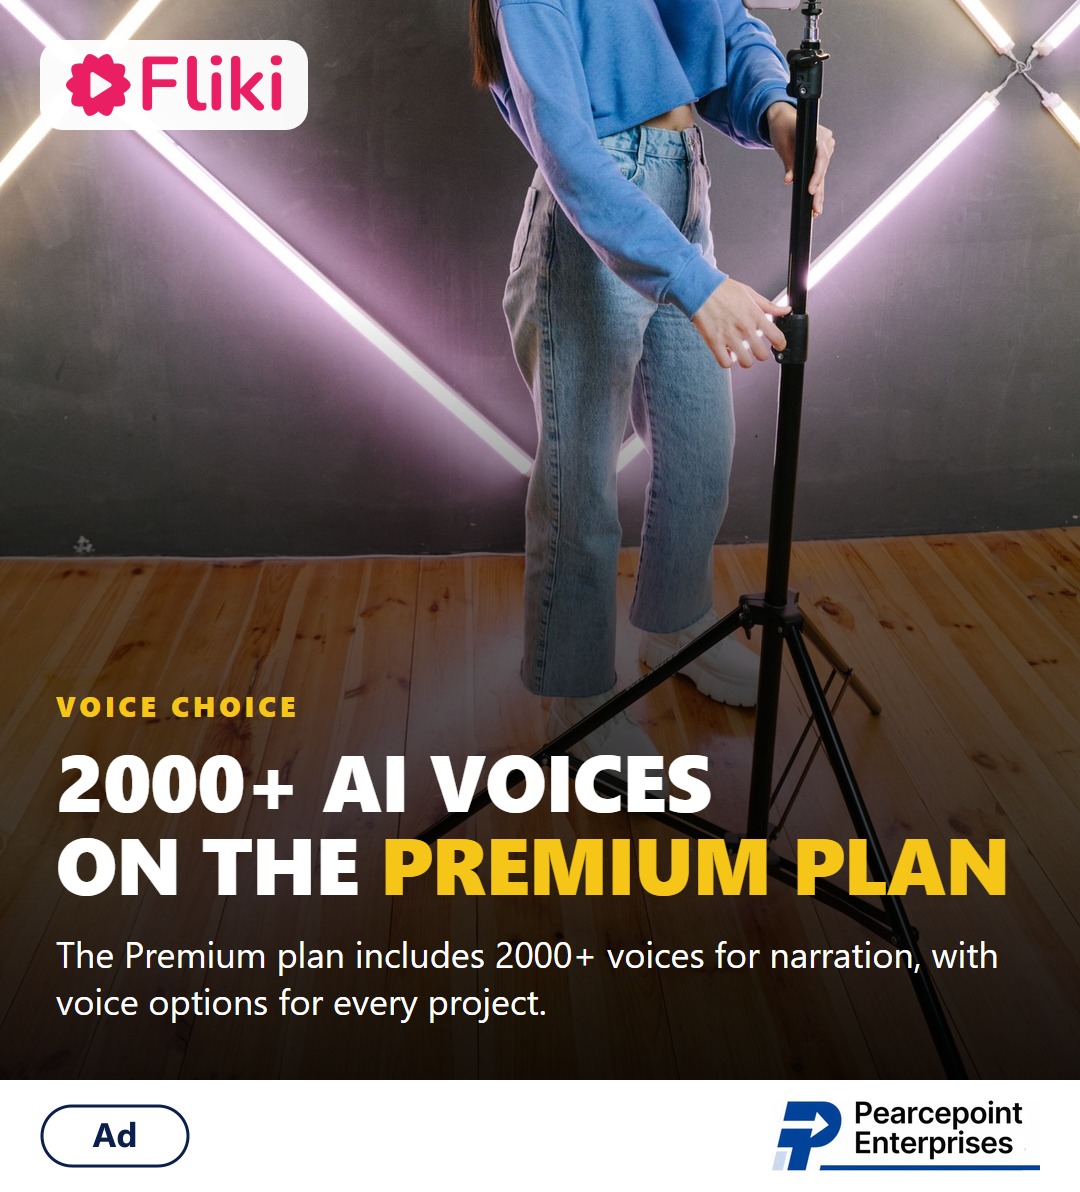 Fliki
VOICE CHOICE
2000+ AI VOICES
ON THE PREMIUM PLAN
The Premium plan includes 2000+ voices for narration, with
voice options for every project.
Ad
Pearcepoint
Enterprises